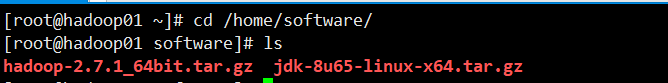 [root@hadoop01 ~]# cd /home/software/
[root@hadoop01 software]# ls
hadoop-2.7.1_64bit.tar.gz  jdk-8u65-linux-x64.tar.gz